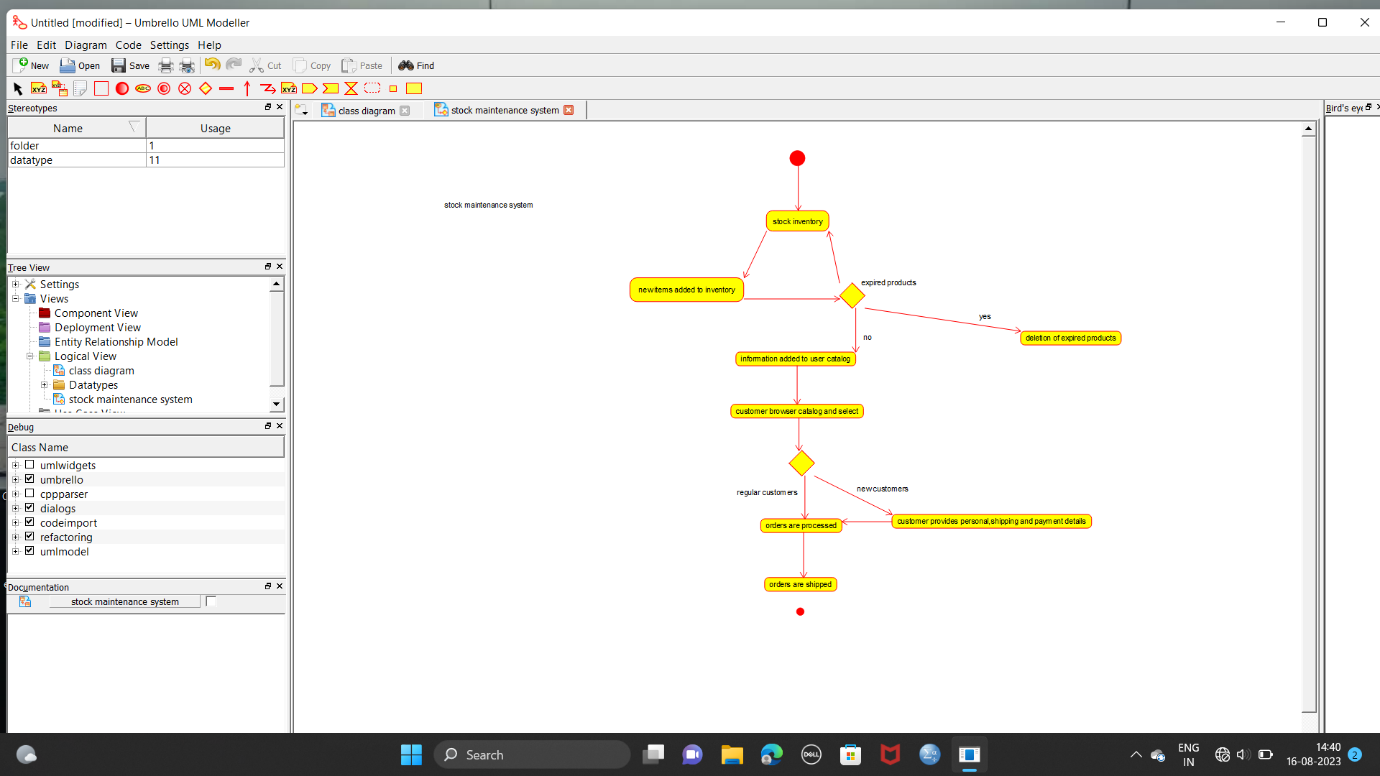 Untitled [modified] – Umbrello UML Modeller
File Edit Diagram Code Settings Help
New Open Save Cut Copy Paste Find
XYZ ABC XYZ
Stereotypes
class diagram stock maintenance system
Bird's eye
Name Usage
folder 1
datatype 11
stock maintenance system
stock inventory
new items added to inventory
expired products
yes
deletion of expired products
no
information added to user catalog
customer browser catalog and select
regular customers
new customers
orders are processed
customer provides personal,shipping and payment details
orders are shipped
Tree View
Settings
Views
Component View
Deployment View
Entity Relationship Model
Logical View
class diagram
Datatypes
stock maintenance system
Debug
Class Name
umlwidgets
umbrello
cppparser
dialogs
codeimport
refactoring
umlmodel
Documentation
stock maintenance system
Search
DELL
ENG
IN
14:40
16-08-2023
2